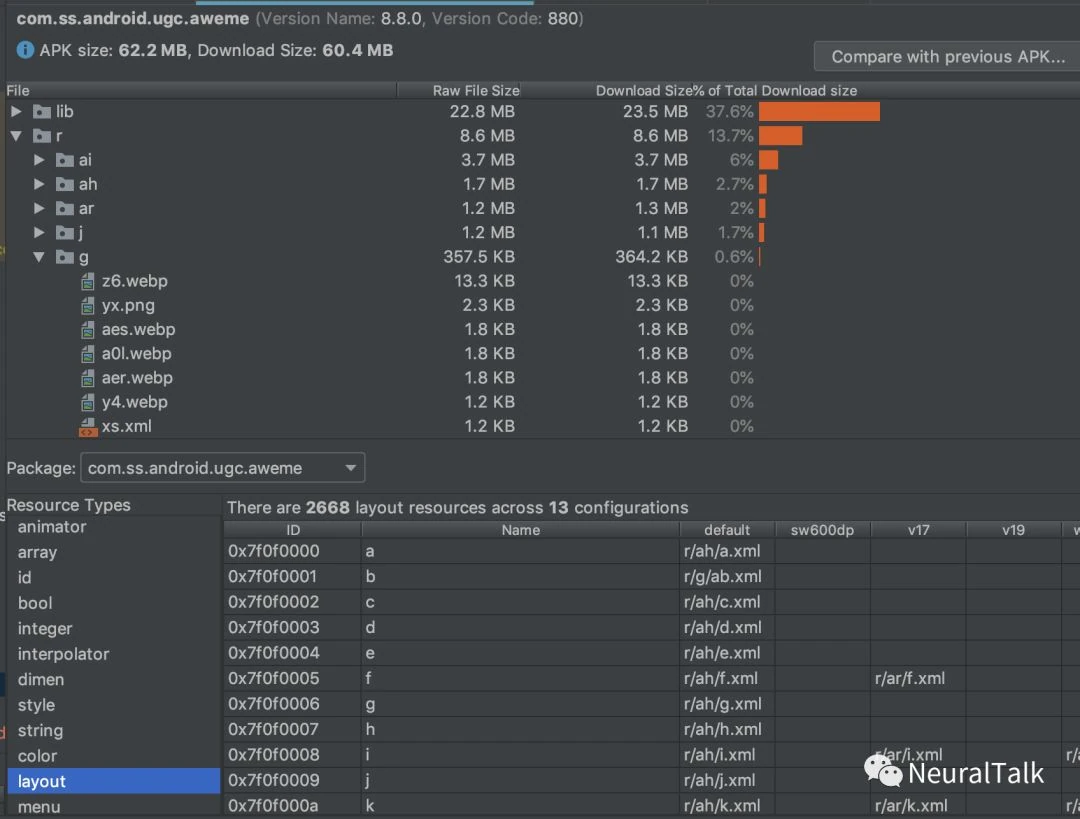 com.ss.android.ugc.aweme (Version Name: 8.8.0, Version Code: 880)
APK size: 62.2 MB, Download Size: 60.4 MB
Compare with previous APK...
File Raw File Size Download Size % of Total Download size
lib 22.8 MB 23.5 MB 37.6%
r 8.6 MB 8.6 MB 13.7%
ai 3.7 MB 3.7 MB 6%
ah 1.7 MB 1.7 MB 2.7%
ar 1.2 MB 1.3 MB 2%
j 1.2 MB 1.1 MB 1.7%
g 357.5 KB 364.2 KB 0.6%
z6.webp 13.3 KB 13.3 KB 0%
yx.png 2.3 KB 2.3 KB 0%
aes.webp 1.8 KB 1.8 KB 0%
a0l.webp 1.8 KB 1.8 KB 0%
aer.webp 1.8 KB 1.8 KB 0%
y4.webp 1.2 KB 1.2 KB 0%
xs.xml 1.2 KB 1.2 KB 0%
Package: com.ss.android.ugc.aweme
Resource Types
animator
array
id
bool
integer
interpolator
dimen
style
string
color
layout
menu
There are 2668 layout resources across 13 configurations
ID Name default sw600dp v17 v19
0x7f0f0000 a r/ah/a.xml
0x7f0f0001 b r/g/ab.xml
0x7f0f0002 c r/ah/c.xml
0x7f0f0003 d r/ah/d.xml
0x7f0f0004 e r/ah/e.xml
0x7f0f0005 f r/ah/f.xml r/ar/f.xml
0x7f0f0006 g r/ah/g.xml
0x7f0f0007 h r/ah/h.xml
0x7f0f0008 i r/ah/i.xml r/ar/i.xml
0x7f0f0009 j r/ah/j.xml
0x7f0f000a k r/ah/k.xml r/ar/k.xml
NeuralTalk